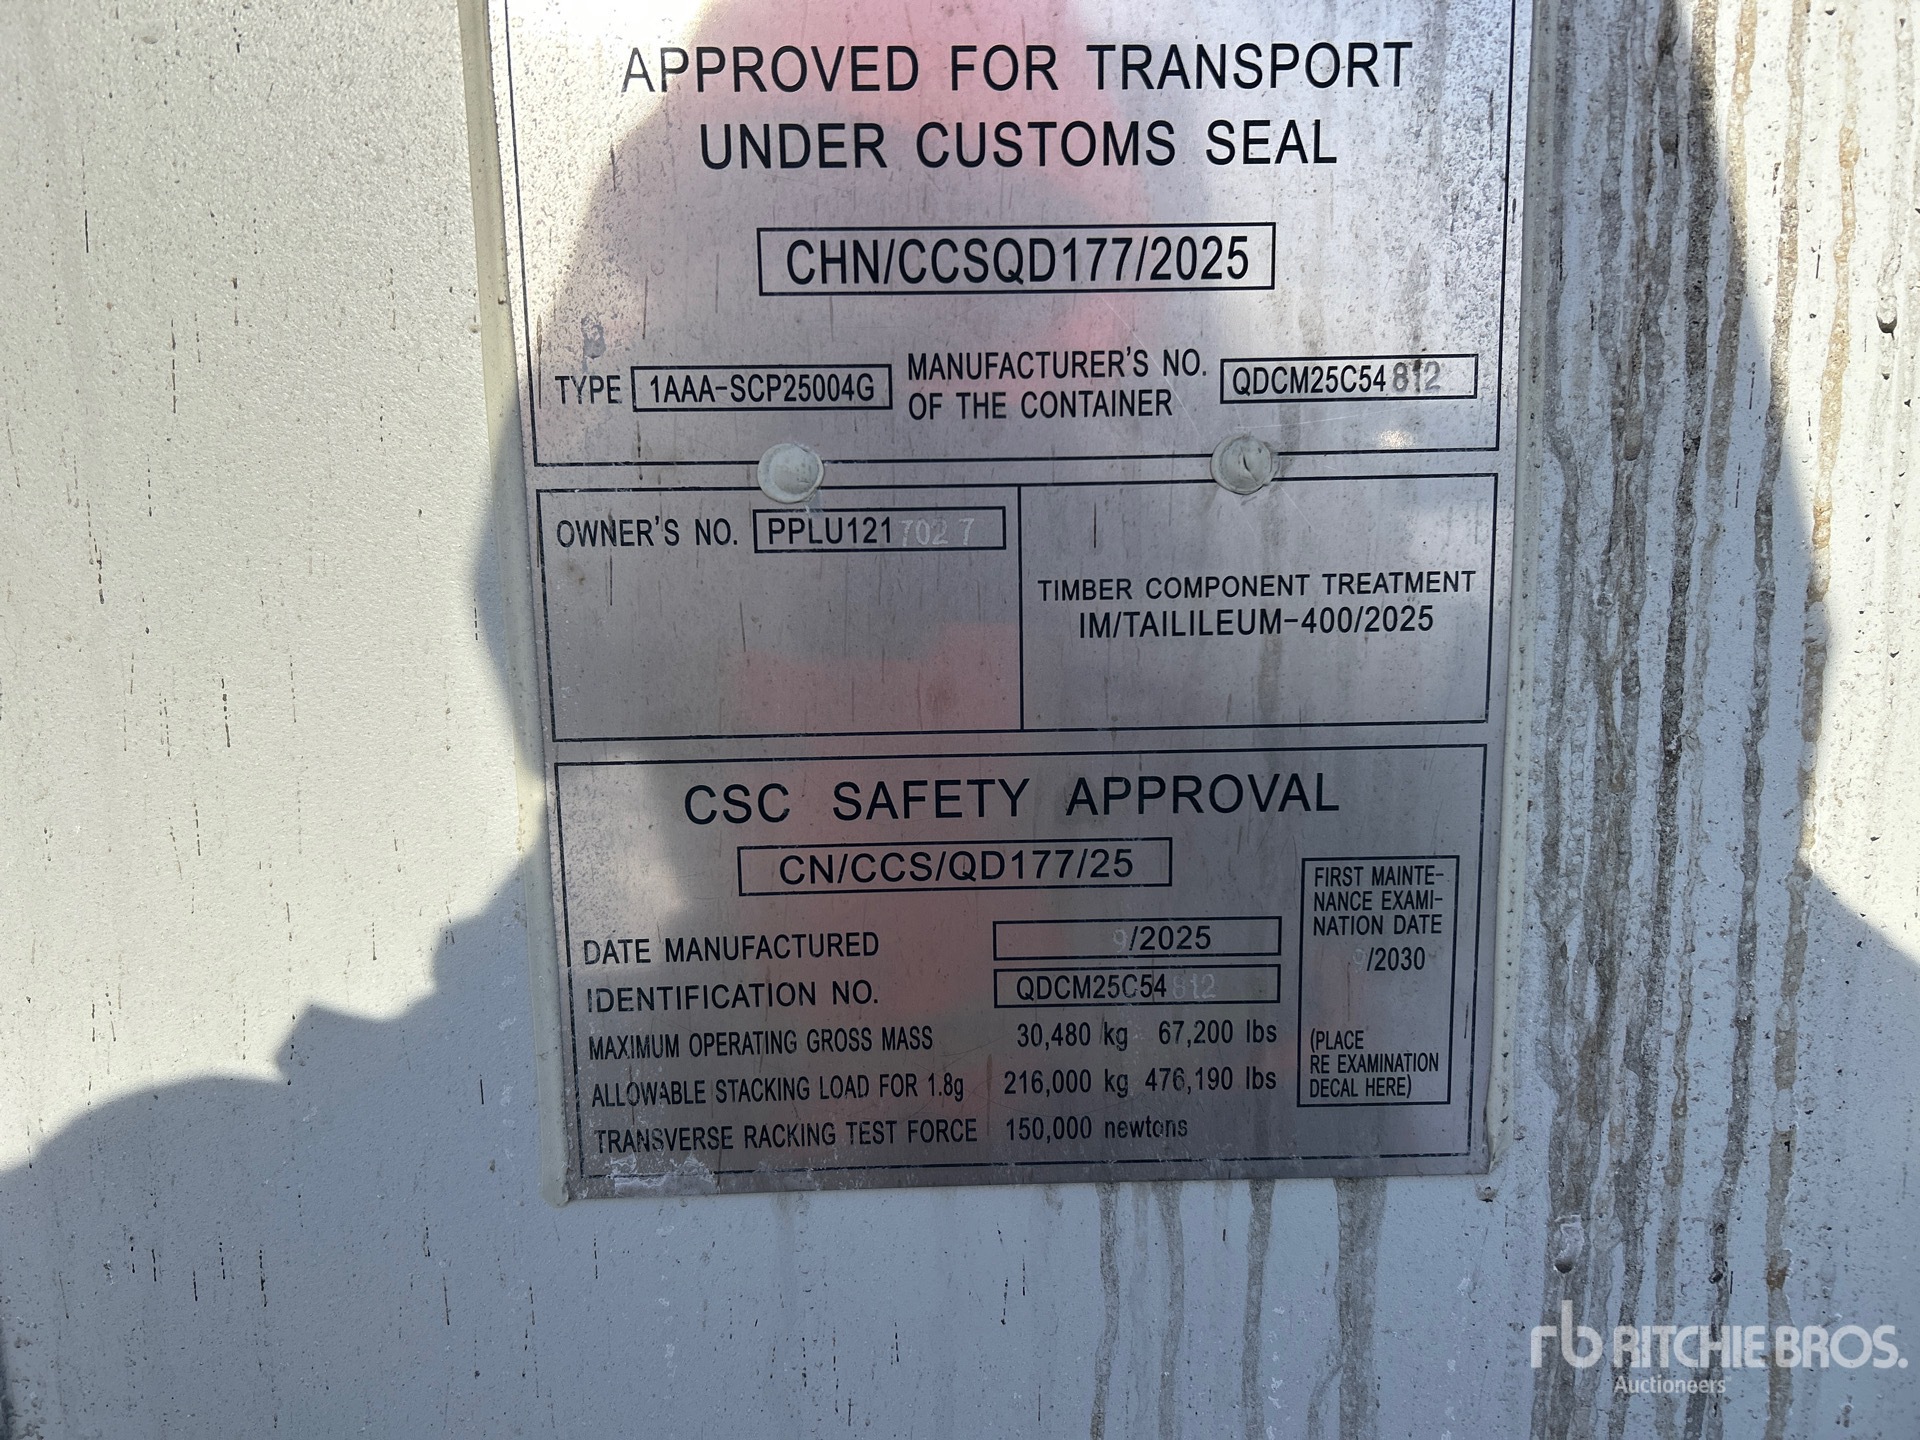 APPROVED FOR TRANSPORT
UNDER CUSTOMS SEAL
CHN/CCSQD177/2025
TYPE 1AAA-SCP25004G
MANUFACTURER'S NO.
OF THE CONTAINER
QDCM25C54812
OWNER'S NO. PPLU1217027
TIMBER COMPONENT TREATMENT
IM/TAILILEUM-400/2025
CSC SAFETY APPROVAL
CN/CCS/QD177/25
DATE MANUFACTURED 9/2025
IDENTIFICATION NO. QDCM25C54812
MAXIMUM OPERATING GROSS MASS 30,480 kg 67,200 lbs
ALLOWABLE STACKING LOAD FOR 1.8g 216,000 kg 476,190 lbs
TRANSVERSE RACKING TEST FORCE 150,000 newtons
FIRST MAINTE-
NANCE EXAMI-
NATION DATE
9/2030
(PLACE
RE EXAMINATION
DECAL HERE)
rb RITCHIE BROS.
Auctioneers